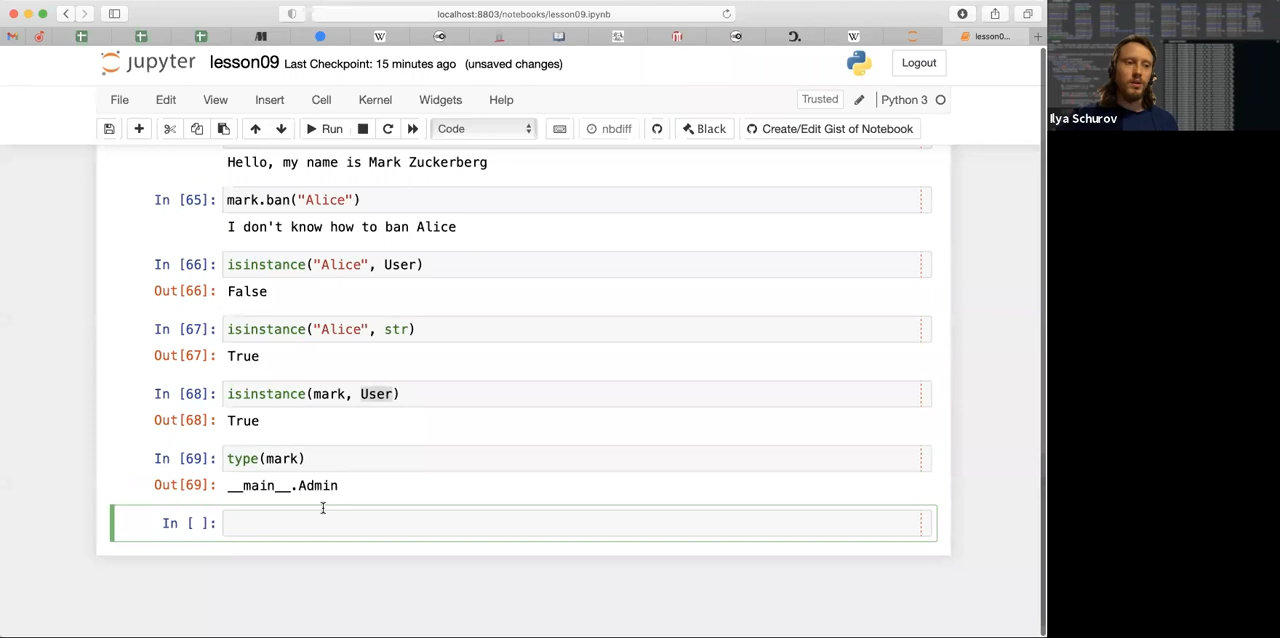 localhost:8803/notebooks/lesson09.ipynb
lesson0...
jupyter lesson09 Last Checkpoint: 15 minutes ago (unsaved changes)
Logout
File Edit View Insert Cell Kernel Widgets Help
Trusted Python 3
Run Code nbdiff Black Create/Edit Gist of Notebook
Ilya Schurov
Hello, my name is Mark Zuckerberg
In [65]: mark.ban("Alice")
I don't know how to ban Alice
In [66]: isinstance("Alice", User)
Out[66]: False
In [67]: isinstance("Alice", str)
Out[67]: True
In [68]: isinstance(mark, User)
Out[68]: True
In [69]: type(mark)
Out[69]: __main__.Admin
In [ ]: